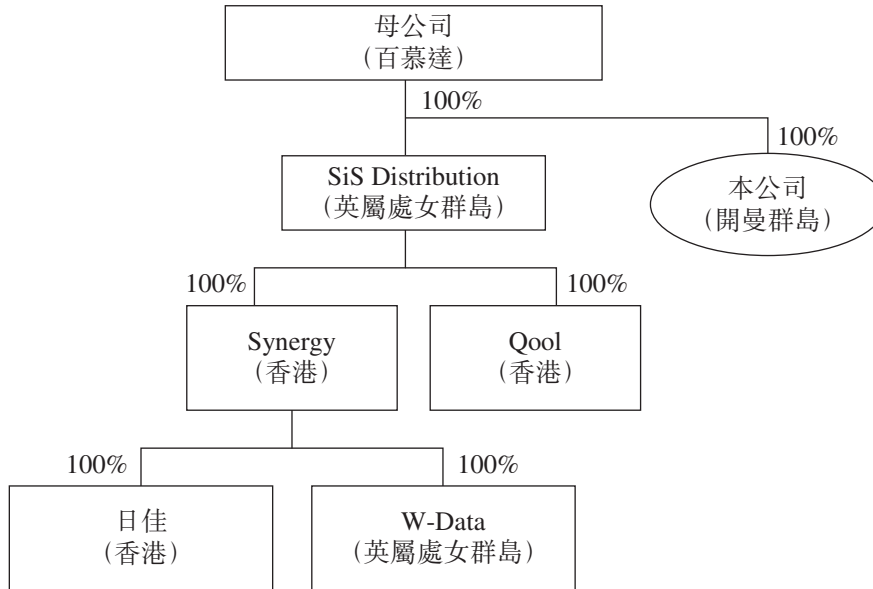 母公司
（百慕達）
100%
100%
SiS Distribution
（英屬處女群島）
本公司
（開曼群島）
100%
100%
Synergy
（香港）
Qool
（香港）
100%
100%
日佳
（香港）
W-Data
（英屬處女群島）